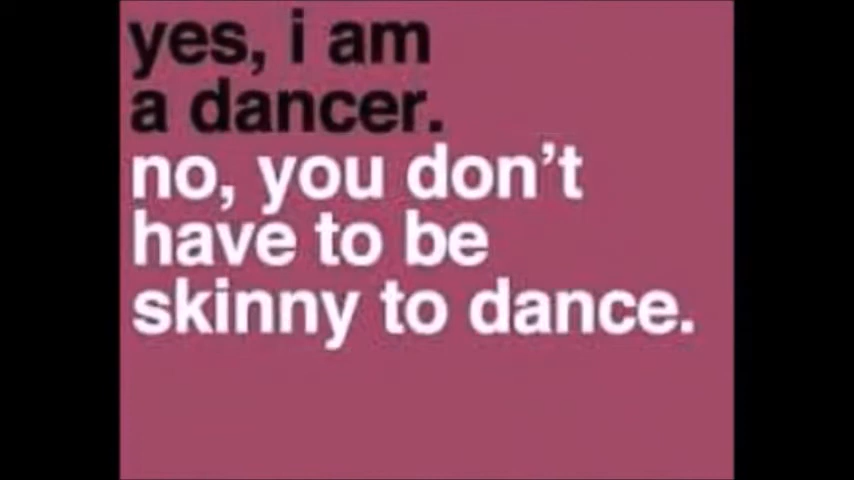 yes, i am
a dancer.
no, you don't
have to be
skinny to dance.